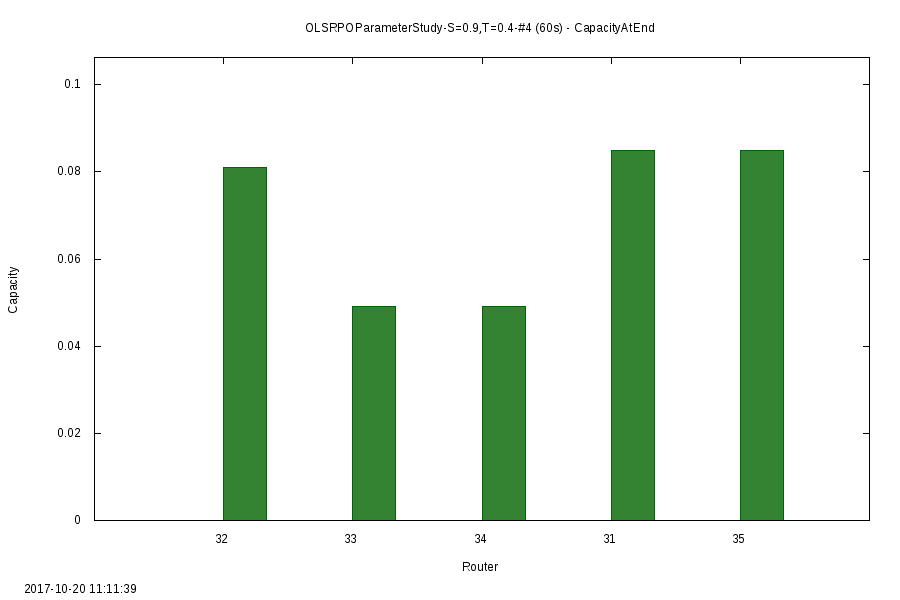 OLSRPOParameterStudy-S=0.9,T=0.4-#4 (60s) - CapacityAtEnd
0.1
0.08
0.06
0.04
0.02
0
Capacity
32 33 34 31 35
Router
2017-10-20 11:11:39